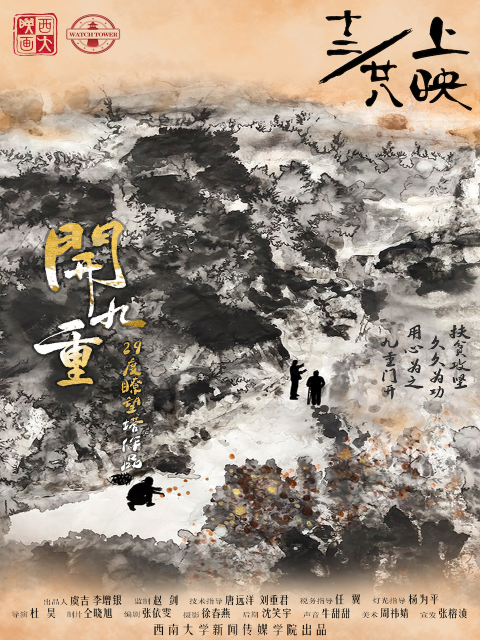 西大映画
WATCH TOWER
十二/廿八
上映
開九重
29度瞭望塔作品
扶贫攻坚
久久为功
用心为之
九重门开
出品人 虞吉 李增银 监制 赵 剑 技术指导 唐远洋 刘重君 税务指导 任 翼 灯光指导 杨为平
导演 杜 昊 制片 仝晓旭 编剧 张依雯 摄影 徐春燕 后期 沈笑宇 声音 牛甜甜 美术 周祎婧 宣发 张榕滇
西南大学新闻传媒学院出品